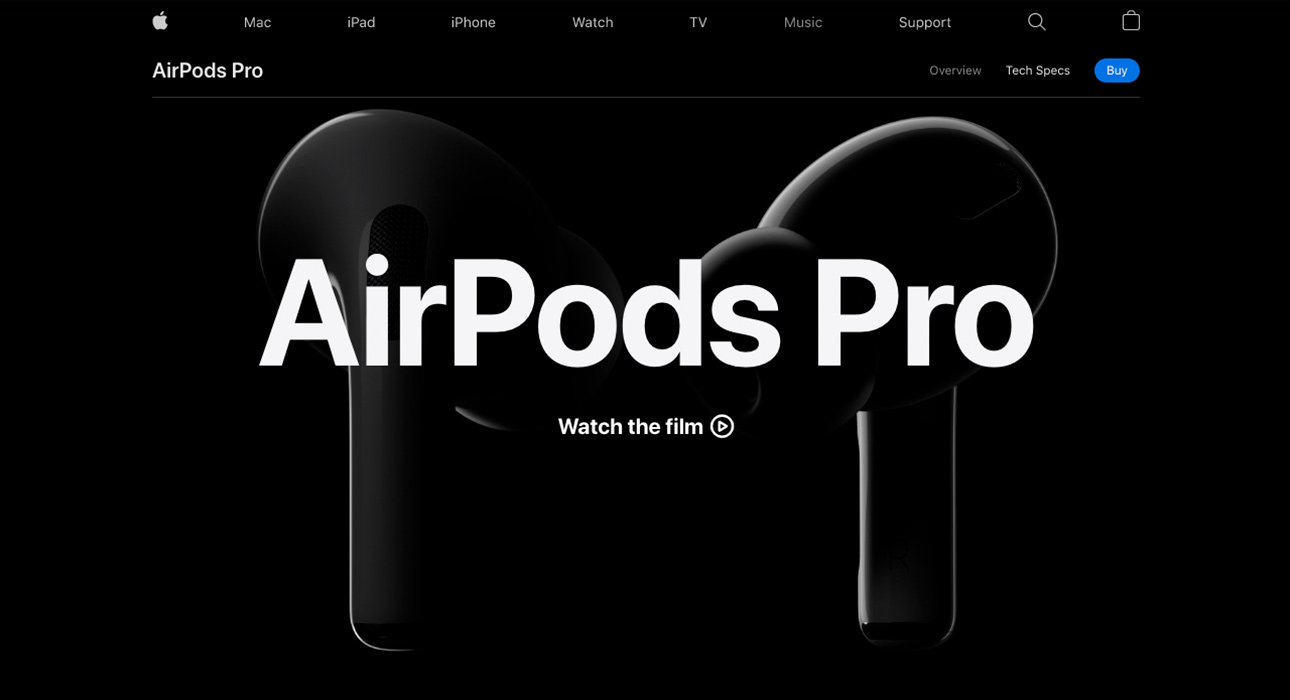 Mac iPad iPhone Watch TV Music Support
AirPods Pro Overview Tech Specs Buy
AirPods Pro
Watch the film
R